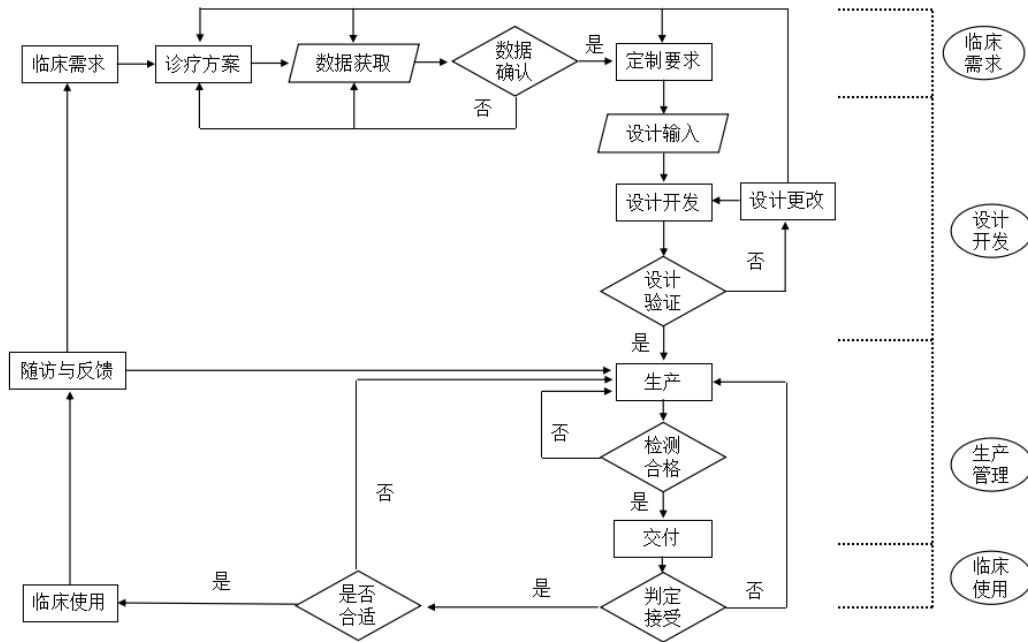 临床需求
诊疗方案
数据获取
数据
确认
是
定制要求
临床
需求
否
设计输入
设计开发
设计更改
设计
开发
设计
验证
否
是
随访与反馈
生产
否
检测
合格
生产
管理
否
是
交付
临床使用
是
是否
合适
是
判定
接受
否
临床
使用